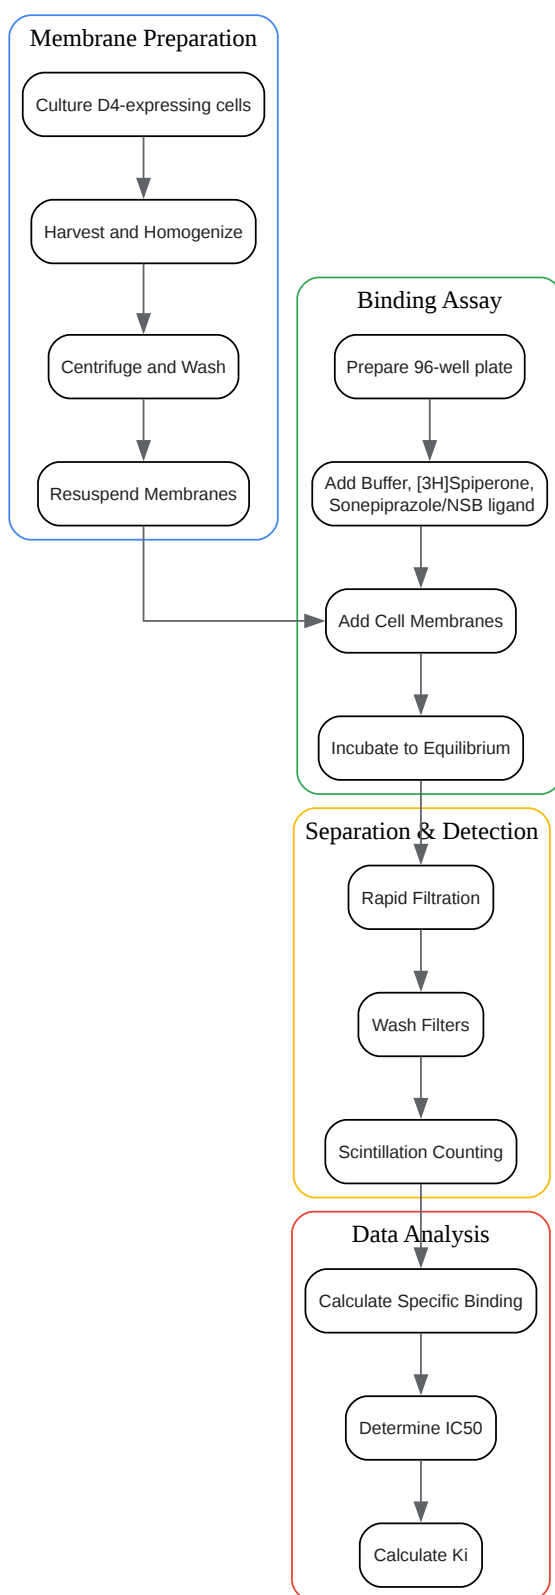 Membrane Preparation
Culture D4-expressing cells
Harvest and Homogenize
Centrifuge and Wash
Resuspend Membranes
Binding Assay
Prepare 96-well plate
Add Buffer, [3H]Spiperone,
Sonepiprazole/NSB ligand
Add Cell Membranes
Incubate to Equilibrium
Separation & Detection
Rapid Filtration
Wash Filters
Scintillation Counting
Data Analysis
Calculate Specific Binding
Determine IC50
Calculate Ki